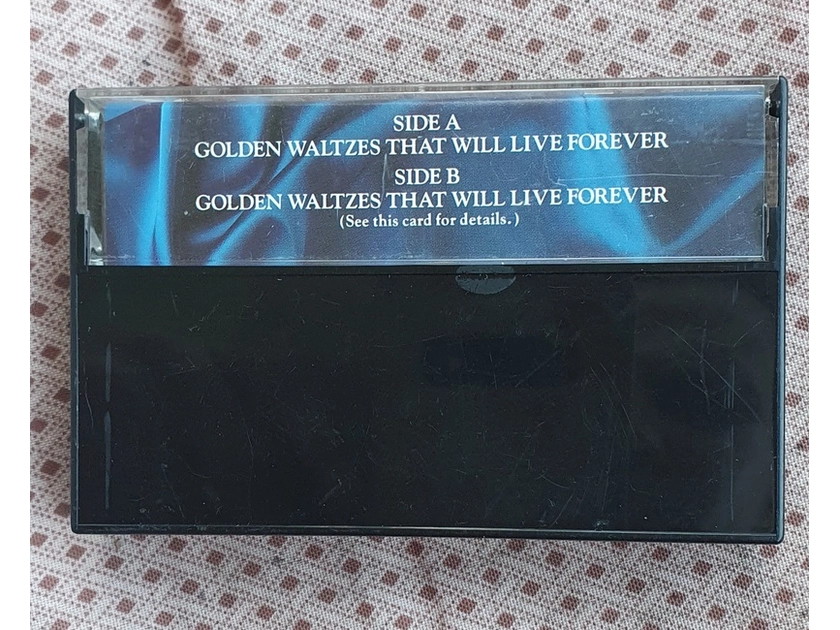 SIDE A
GOLDEN WALTZES THAT WILL LIVE FOREVER
SIDE B
GOLDEN WALTZES THAT WILL LIVE FOREVER
(See this card for details.)